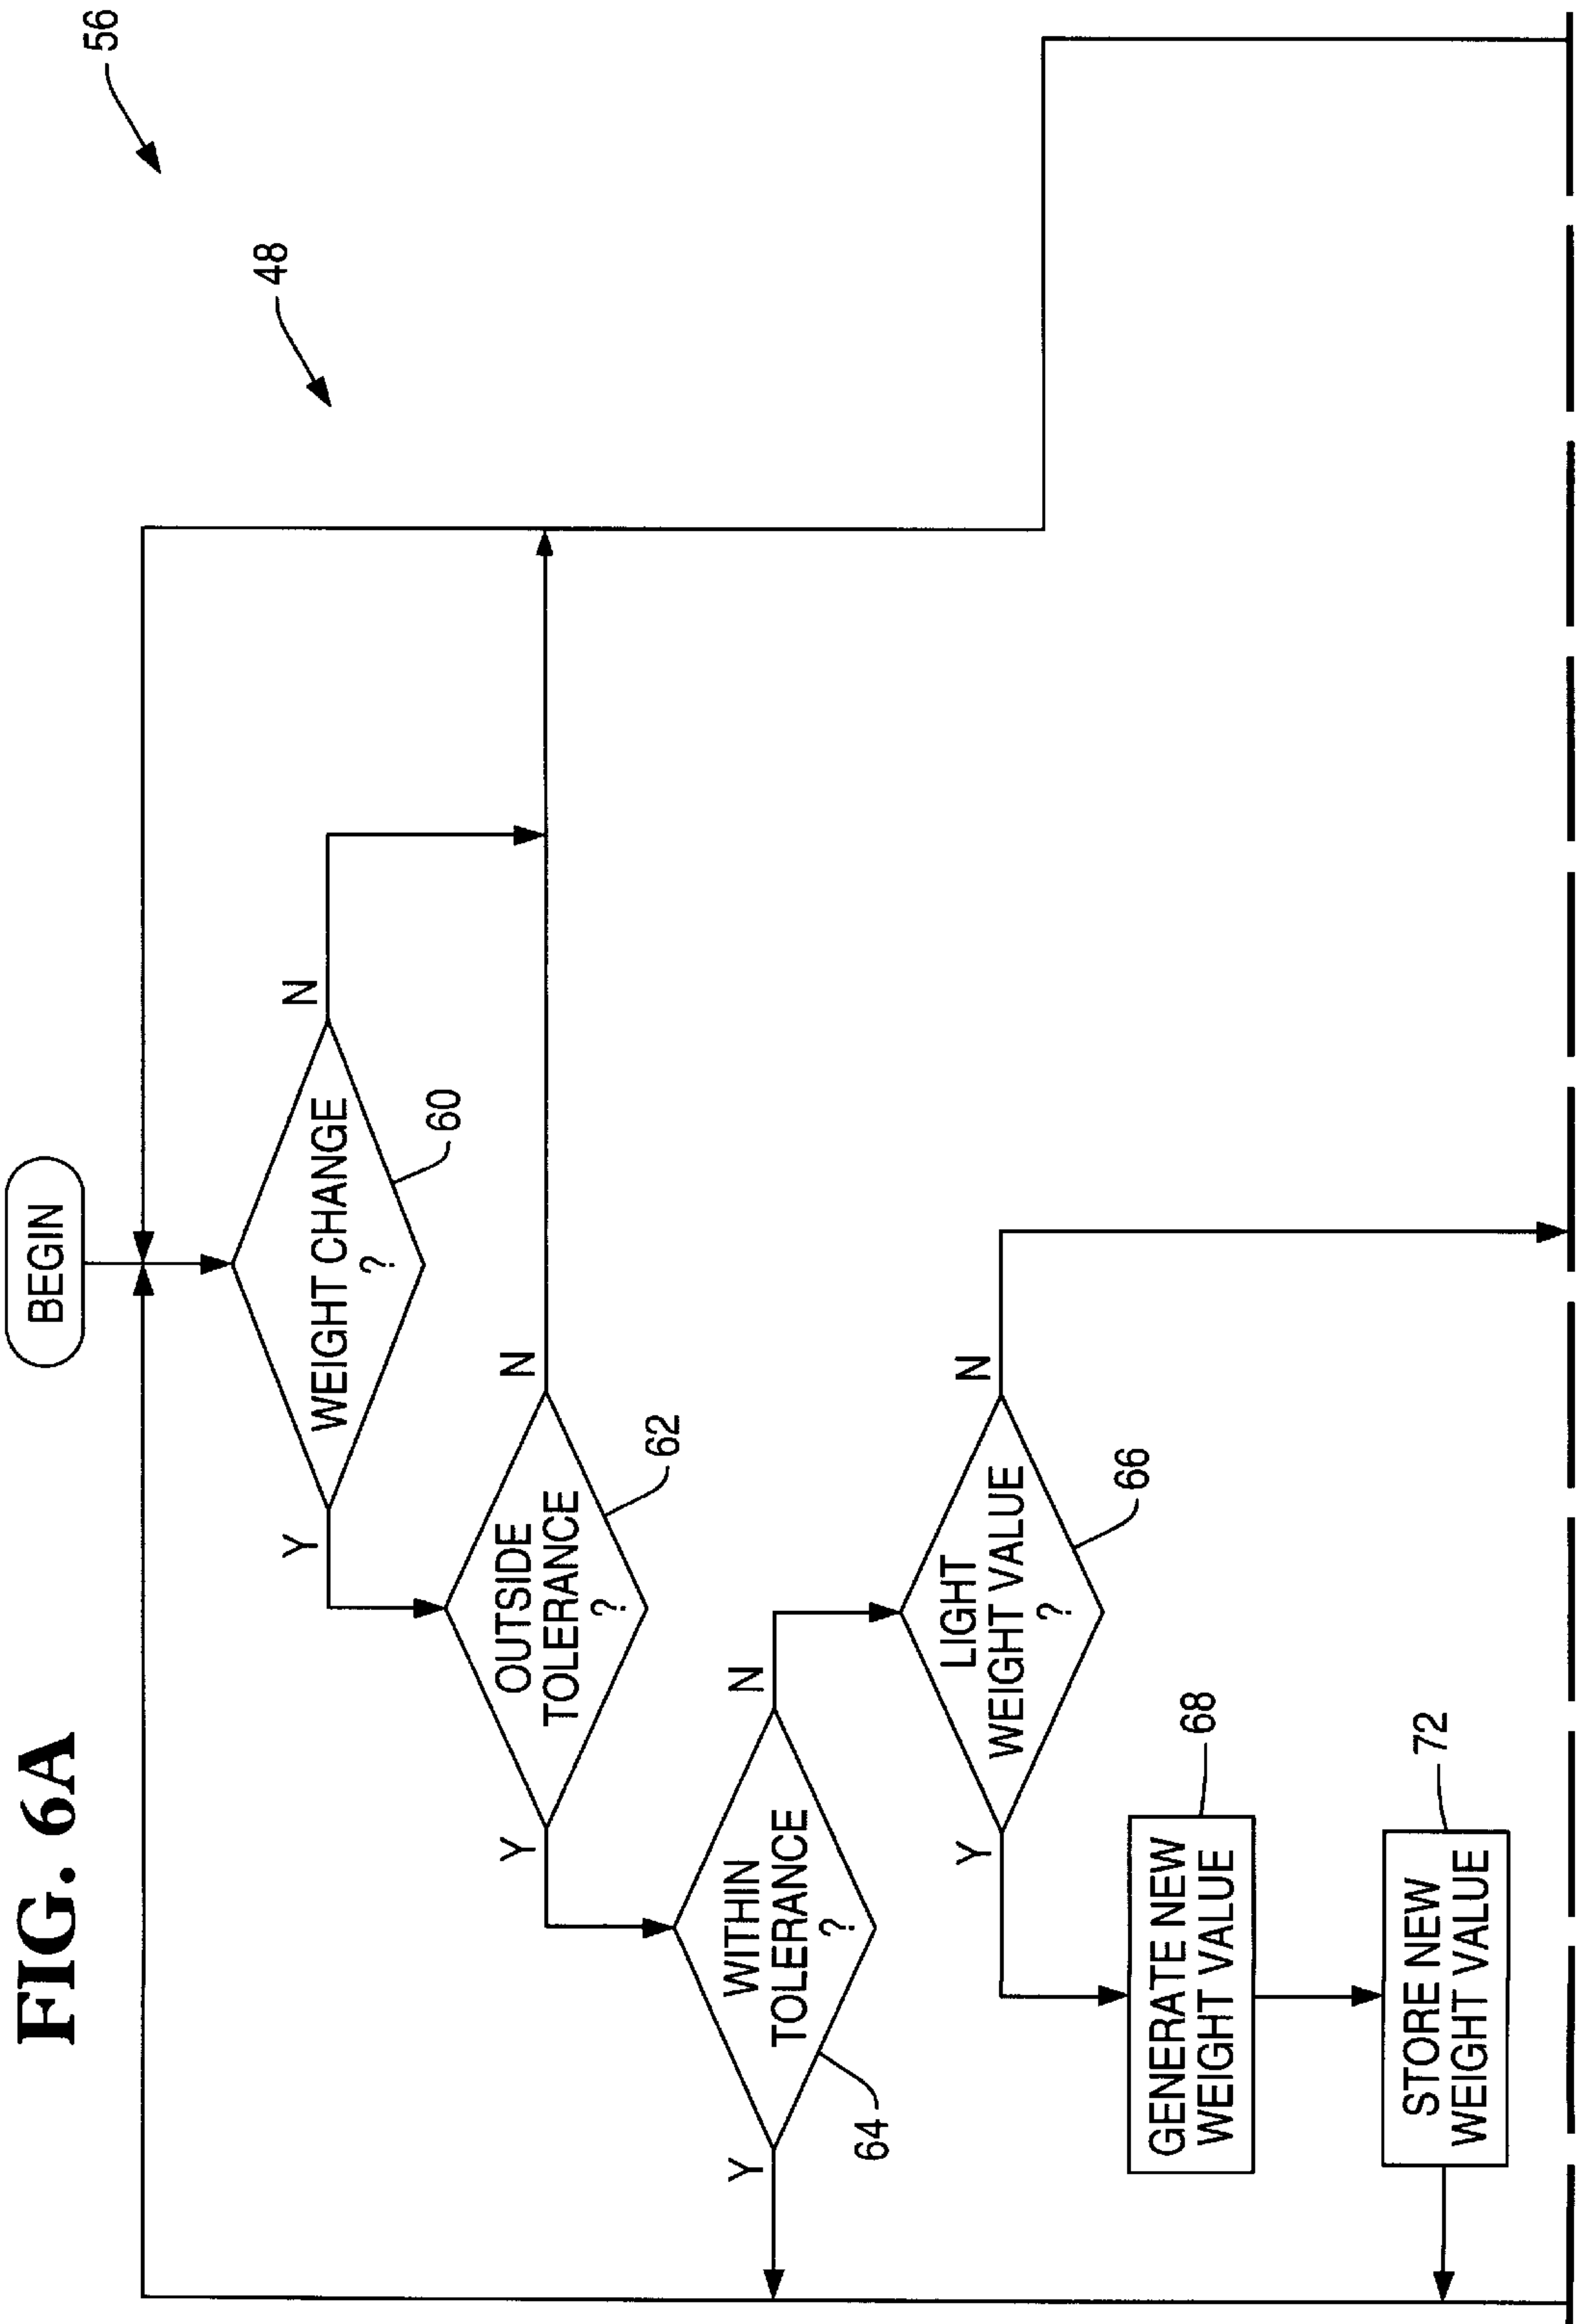 FIG. 6A
BEGIN
56
48
WEIGHT CHANGE
?
Y
N
60
OUTSIDE
TOLERANCE
?
Y
N
62
WITHIN
TOLERANCE
?
Y
N
64
LIGHT
WEIGHT VALUE
?
Y
N
66
GENERATE NEW
WEIGHT VALUE
68
STORE NEW
WEIGHT VALUE
72